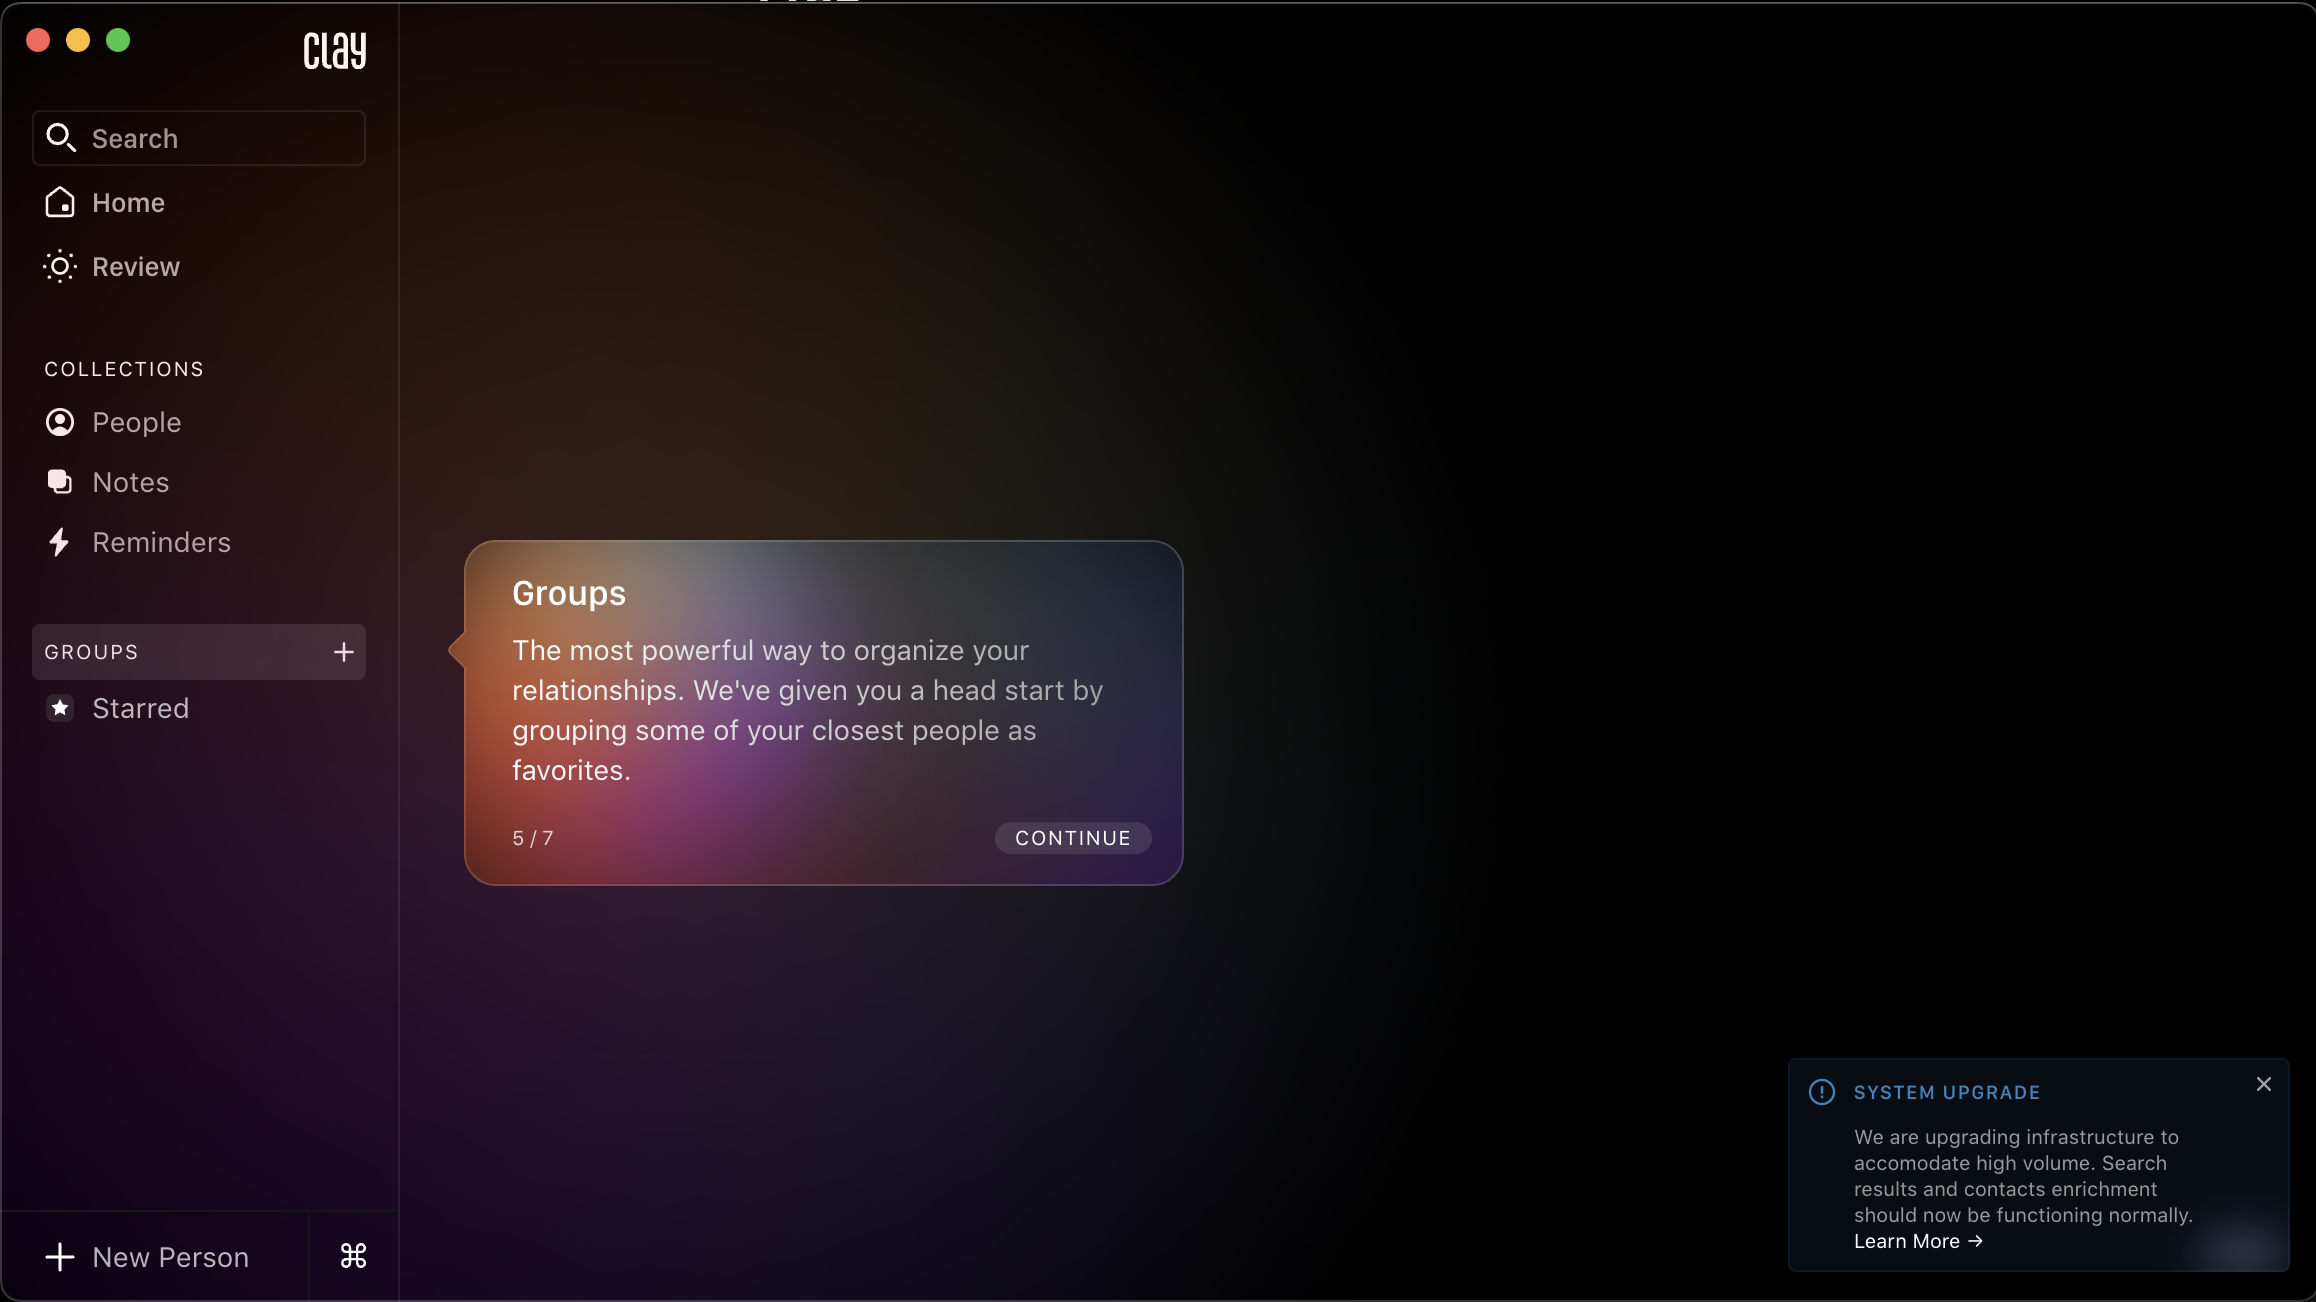 clay
Search
Home
Review
COLLECTIONS
People
Notes
Reminders
GROUPS
Starred
New Person
Groups
The most powerful way to organize your
relationships. We've given you a head start by
grouping some of your closest people as
favorites.
5 / 7
CONTINUE
SYSTEM UPGRADE
We are upgrading infrastructure to
accomodate high volume. Search
results and contacts enrichment
should now be functioning normally.
Learn More →